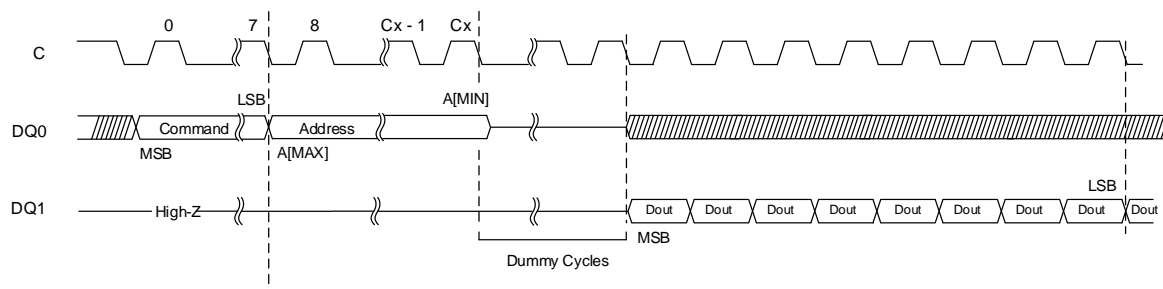 0 7 8 Cx - 1 Cx
C
LSB A[MIN]
DQ0 Command Address
MSB A[MAX]
LSB
DQ1 High-Z Dout Dout Dout Dout Dout Dout Dout Dout Dout
MSB
Dummy Cycles